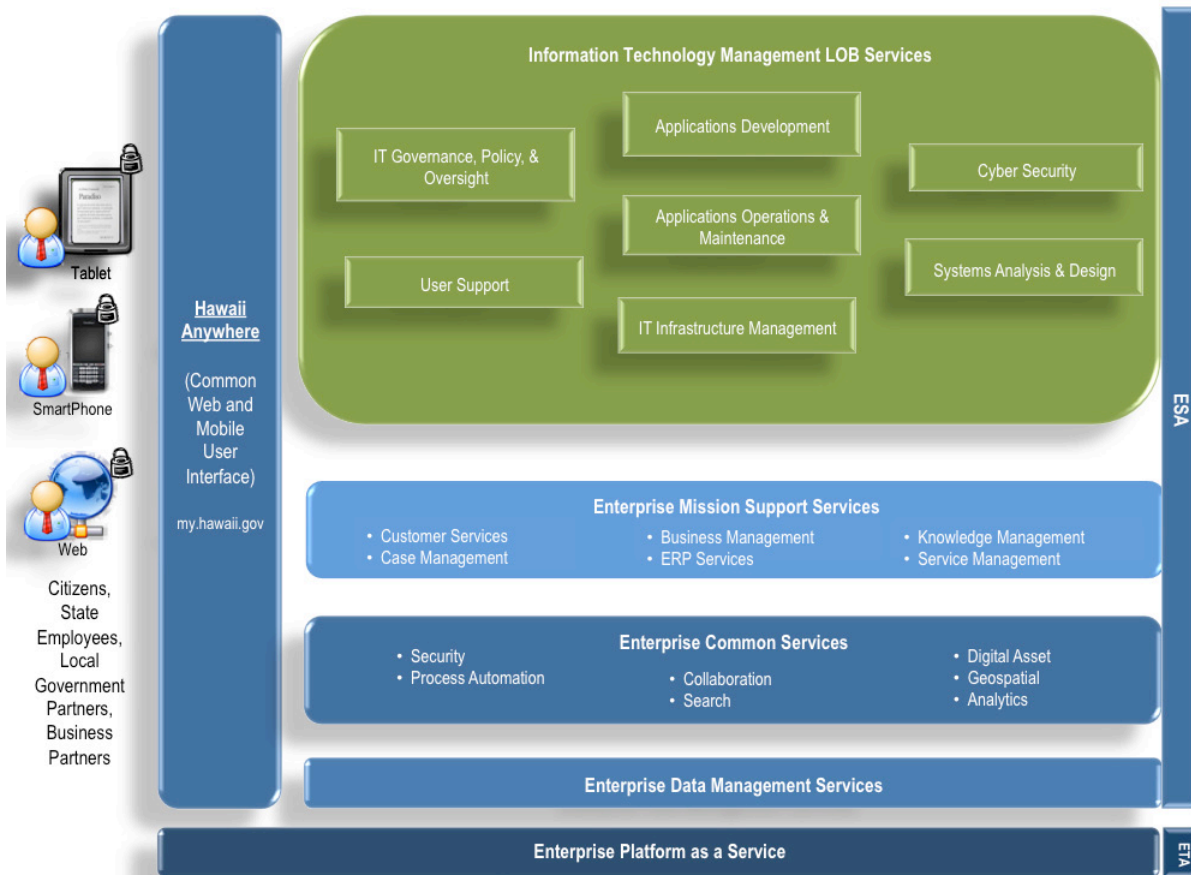 Information Technology Management LOB Services
Applications Development
IT Governance, Policy, &
Oversight
Cyber Security
Applications Operations &
Maintenance
User Support
Systems Analysis & Design
IT Infrastructure Management
Tablet
SmartPhone
Web
Citizens,
State
Employees,
Local
Government
Partners,
Business
Partners
Hawaii
Anywhere
(Common
Web and
Mobile
User
Interface)
my.hawaii.gov
Enterprise Mission Support Services
• Customer Services
• Case Management
• Business Management
• ERP Services
• Knowledge Management
• Service Management
Enterprise Common Services
• Security
• Process Automation
• Collaboration
• Search
• Digital Asset
• Geospatial
• Analytics
Enterprise Data Management Services
Enterprise Platform as a Service
ESA
ETA